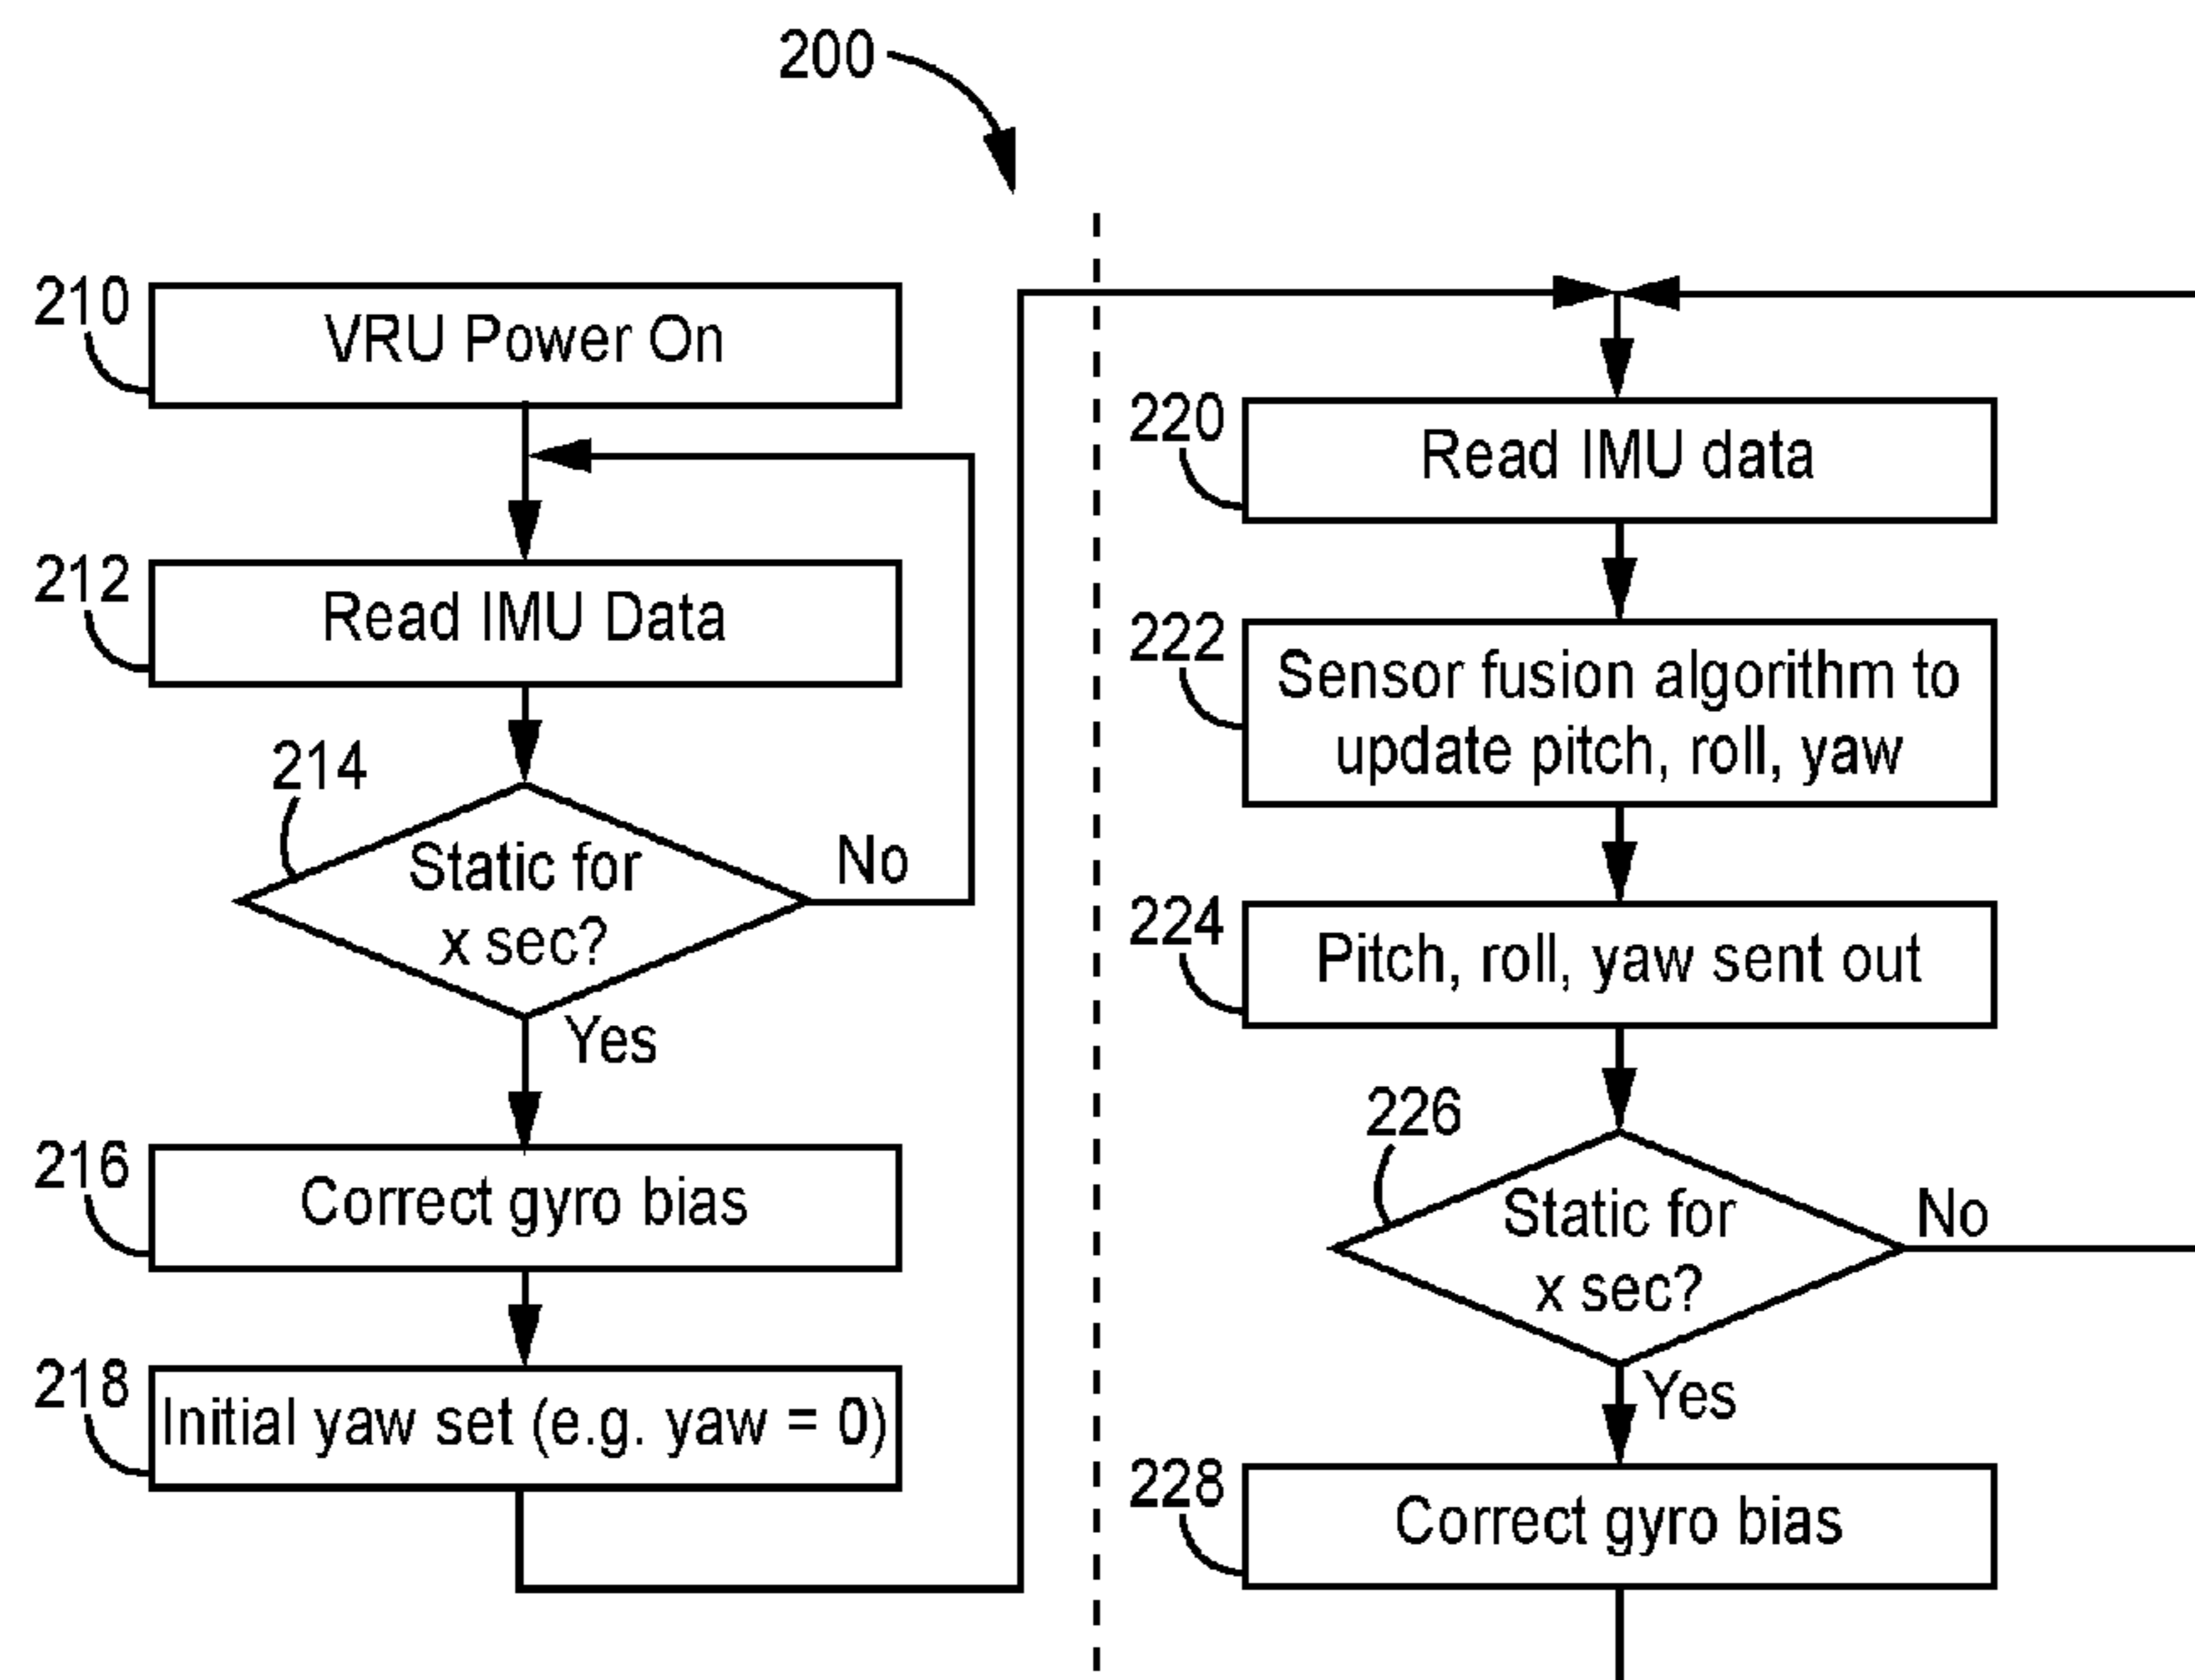 200
210
VRU Power On
212
Read IMU Data
214
Static for
x sec?
No
Yes
216
Correct gyro bias
218
Initial yaw set (e.g. yaw = 0)
220
Read IMU data
222
Sensor fusion algorithm to
update pitch, roll, yaw
224
Pitch, roll, yaw sent out
226
Static for
x sec?
No
Yes
228
Correct gyro bias